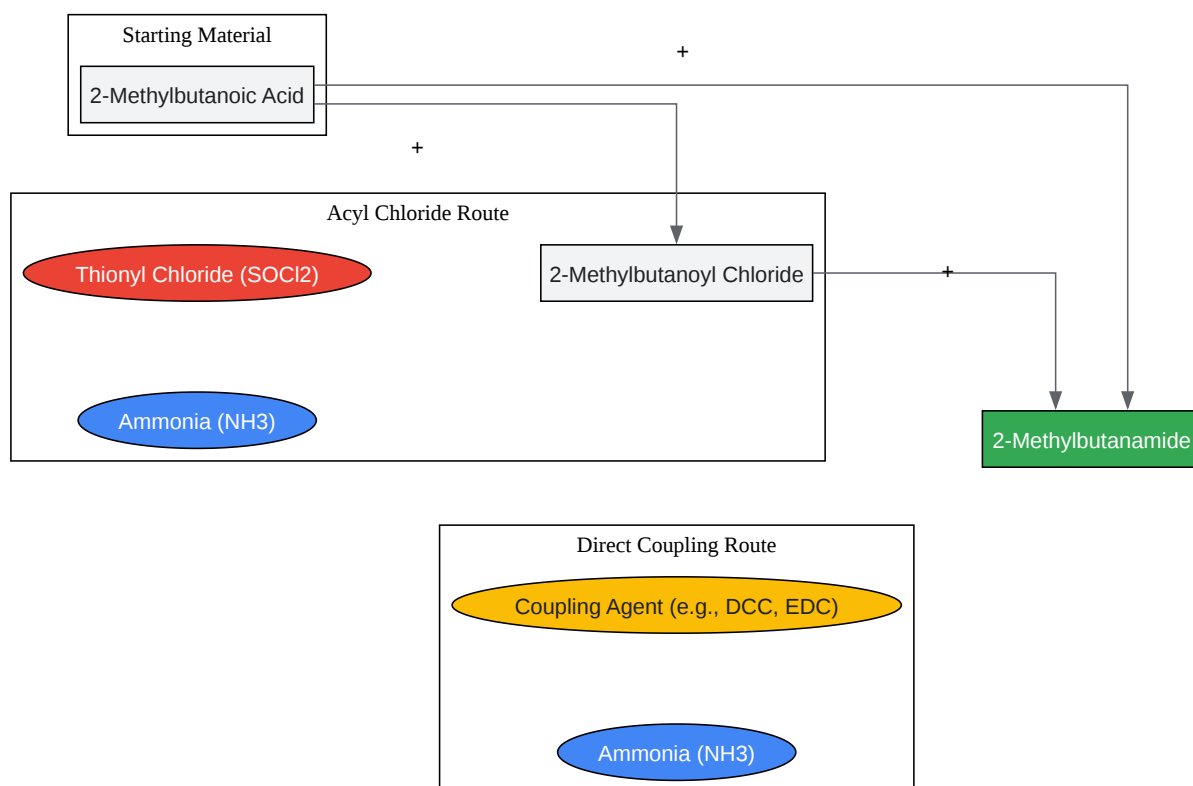 Starting Material
+
2-Methylbutanoic Acid
+
Acyl Chloride Route
Thionyl Chloride (SOCl2)
2-Methylbutanoyl Chloride
+
Ammonia (NH3)
2-Methylbutanamide
Direct Coupling Route
Coupling Agent (e.g., DCC, EDC)
Ammonia (NH3)